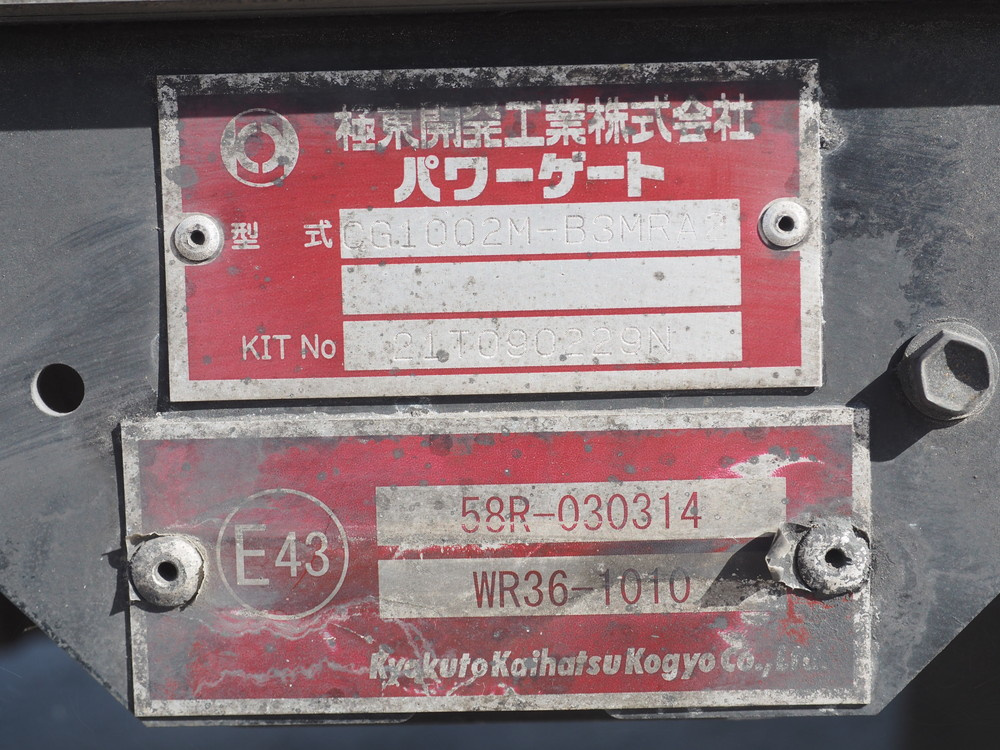 極東開発工業株式会社
パワーゲート
型 式 CG1002M-B3MRA
KIT No 21T090229N
E43
58R-030314
WR36-1010
Kyokuto Kaihatsu Kogyo Co., Ltd.